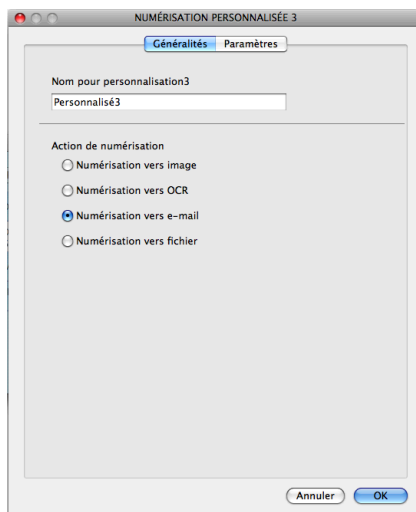 NUMÉRISATION PERSONNALISÉE 3
Généralités Paramètres
Nom pour personnalisation3
Personnalisé3
Action de numérisation
Numérisation vers image
Numérisation vers OCR
Numérisation vers e-mail
Numérisation vers fichier
Annuler OK